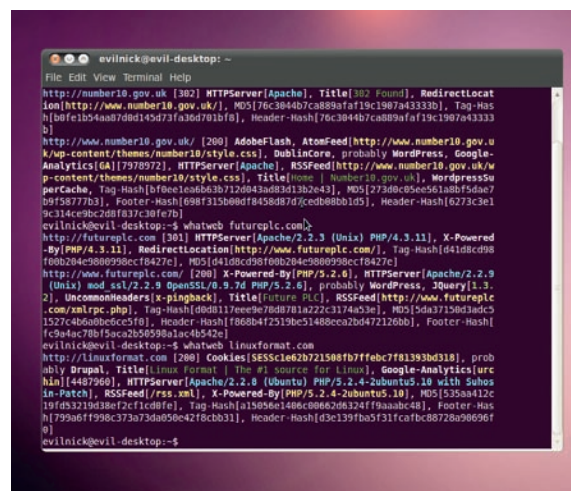 evilnick@evil-desktop: ~
File Edit View Terminal Help
http://number10.gov.uk [302] HTTPServer[Apache], Title[302 Found], RedirectLocat
ion[http://www.number10.gov.uk/], MD5[76c3044b7ca889afaf19c1907a43333b], Tag-Has
h[b0fe1b54aa87d0d145d73fa36d701bf8], Header-Hash[76c3044b7ca889afaf19c1907a43333
b]
http://www.number10.gov.uk/ [200] AdobeFlash, AtomFeed[http://www.number10.gov.u
k/wp-content/themes/number10/style.css], DublinCore, probably WordPress, Google-
Analytics[GA][7978972], HTTPServer[Apache], RSSFeed[http://www.number10.gov.uk/w
p-content/themes/number10/style.css], Title[Home | Number10.gov.uk], WordpressSu
perCache, Tag-Hash[bf0ee1ea6b63b712d043ad83d13b2e43], MD5[273d0c05ee561a8bf5dae7
b9f58777b3], Footer-Hash[698f315b00df8458d87d7cedb08bb1d5], Header-Hash[6273c3e1
9c314ce9bc2d8f837c30fe7b]
evilnick@evil-desktop:~$ whatweb futureplc.com
http://futureplc.com [301] HTTPServer[Apache/2.2.3 (Unix) PHP/4.3.11], X-Powered
-By[PHP/4.3.11], RedirectLocation[http://www.futureplc.com/], Tag-Hash[d41d8cd98
f00b204e9800998ecf8427e], MD5[d41d8cd98f00b204e9800998ecf8427e]
http://www.futureplc.com/ [200] X-Powered-By[PHP/5.2.6], HTTPServer[Apache/2.2.9
(Unix) mod_ssl/2.2.9 OpenSSL/0.9.7d PHP/5.2.6], probably WordPress, JQuery[1.3.
2], UncommonHeaders[x-pingback], Title[Future PLC], RSSFeed[http://www.futureplc
.com/xmlrpc.php], Tag-Hash[d0d8117eee9e78d8781a222c3174a53e], MD5[5da37150d3adc5
1527c4b6a0be6ce5f0], Header-Hash[f868b4f2519be51488eea2bd472126bb], Footer-Hash[
fc9a4ac78bf5aca2b50598a1ac4b542e]
evilnick@evil-desktop:~$ whatweb linuxformat.com
http://linuxformat.com [200] Cookies[SESSc1e62b721508fb7ffebc7f81393bd318], prob
ably Drupal, Title[Linux Format | The #1 source for Linux], Google-Analytics[urc
hin][4487960], HTTPServer[Apache/2.2.8 (Ubuntu) PHP/5.2.4-2ubuntu5.10 with Suhos
in-Patch], RSSFeed[/rss.xml], X-Powered-By[PHP/5.2.4-2ubuntu5.10], MD5[535aa412c
19fd53219d38ef2cf1cd0fe], Tag-Hash[a15056e1406c00662d6324ff9aaabc48], Footer-Has
h[799a6ff998c373a73da050e42f8cbb31], Header-Hash[d3e139fba5f31fcafbc88728a90696f
0]
evilnick@evil-desktop:~$